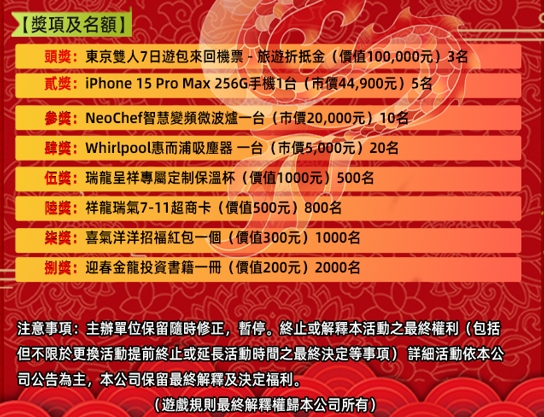 【獎項及名額】
頭獎：東京雙人7日遊包來回機票 - 旅遊折抵金（價值100,000元）3名
貳獎：iPhone 15 Pro Max 256G手機1台（市價44,900元）5名
參獎：NeoChef智慧變頻微波爐一台（市價20,000元）10名
肆獎：Whirlpool惠而浦吸塵器 一台（市價5,000元）20名
伍獎：瑞龍呈祥專屬定制保溫杯（價值1000元）500名
陸獎：祥龍瑞氣7-11超商卡（價值500元）800名
柒獎：喜氣洋洋招福紅包一個（價值300元）1000名
捌獎：迎春金龍投資書籍一冊（價值200元）2000名
注意事項：主辦單位保留隨時修正，暫停。終止或解釋本活動之最終權利（包括
但不限於更換活動提前終止或延長活動時間之最終決定等事項） 詳細活動依本公
司公告為主，本公司保留最終解釋及決定福利。
（遊戲規則最終解釋權歸本公司所有）